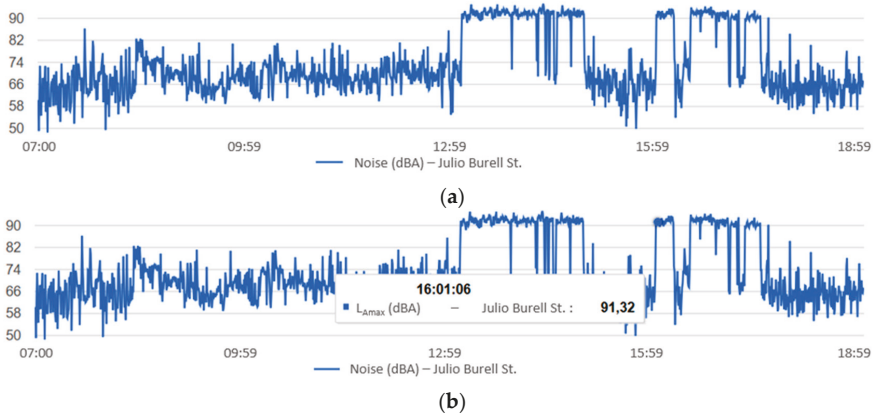 90
82
74
66
58
50
07:00 09:59 12:59 15:59 18:59
Noise (dBA) – Julio Burell St.
(a)
90
82
74
66
58
50
16:01:06
LAmax (dBA) – Julio Burell St. : 91,32
07:00 09:59 12:59 15:59 18:59
Noise (dBA) – Julio Burell St.
(b)